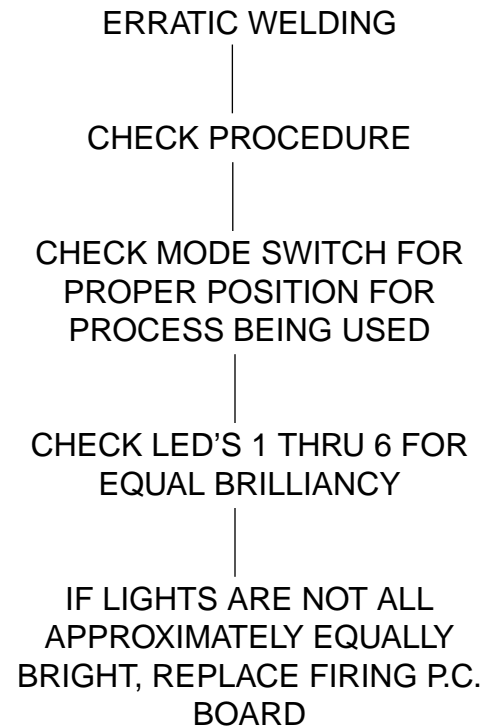 ERRATIC WELDING
CHECK PROCEDURE
CHECK MODE SWITCH FOR
PROPER POSITION FOR
PROCESS BEING USED
CHECK LED’S 1 THRU 6 FOR
EQUAL BRILLIANCY
IF LIGHTS ARE NOT ALL
APPROXIMATELY EQUALLY
BRIGHT, REPLACE FIRING P.C.
BOARD